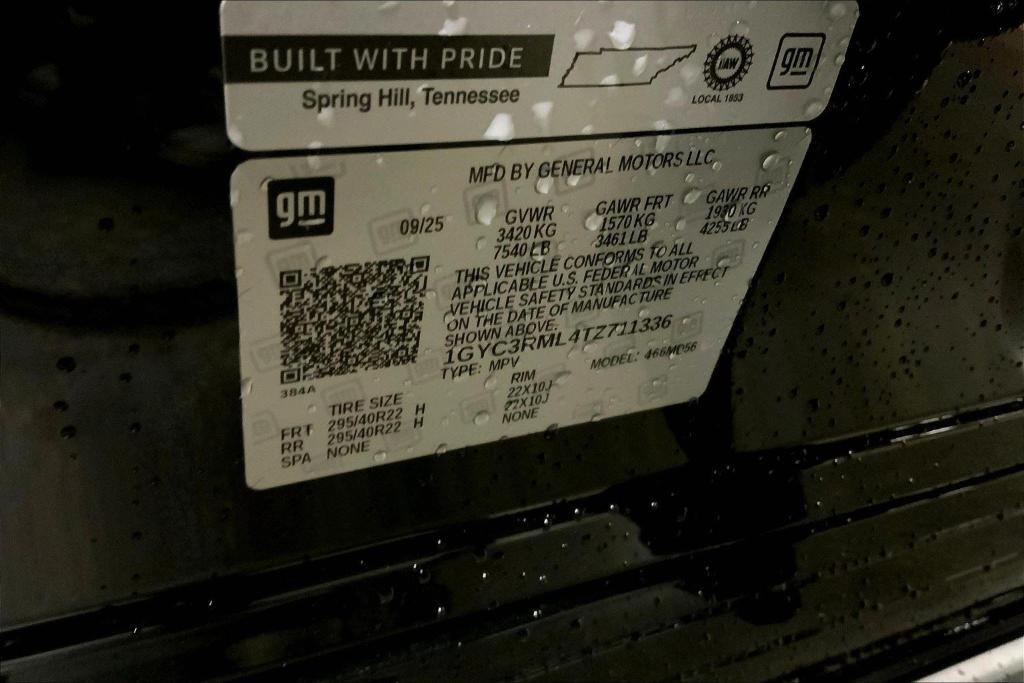 BUILT WITH PRIDE
Spring Hill, Tennessee
UAW
LOCAL 1853
gm
gm
MFD BY GENERAL MOTORS LLC
09/25
GVWR
3420 KG
7540 LB
GAWR FRT
1570 KG
3461 LB
GAWR RR
1930 KG
4255 LB
THIS VEHICLE CONFORMS TO ALL
APPLICABLE U.S. FEDERAL MOTOR
VEHICLE SAFETY STANDARDS IN EFFECT
ON THE DATE OF MANUFACTURE
SHOWN ABOVE.
1GYC3RML4TZ711336
TYPE: MPV
MODEL: 466MD56
384A
TIRE SIZE
RIM
FRT 295/40R22 H 22X10J
RR 295/40R22 H 22X10J
SPA NONE NONE